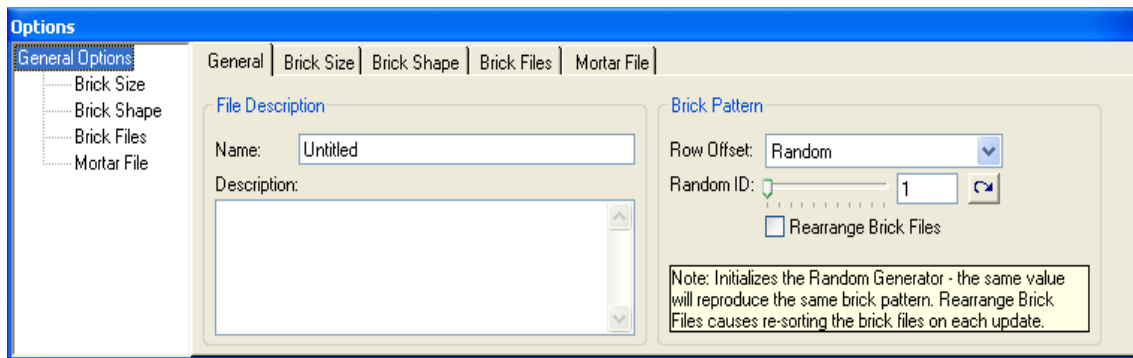 Options
General Options
Brick Size
Brick Shape
Brick Files
Mortar File
General
Brick Size
Brick Shape
Brick Files
Mortar File
File Description
Name:
Untitled
Description:
Brick Pattern
Row Offset:
Random
Random ID:
1
Rearrange Brick Files
Note: Initializes the Random Generator - the same value
will reproduce the same brick pattern. Rearrange Brick
Files causes re-sorting the brick files on each update.